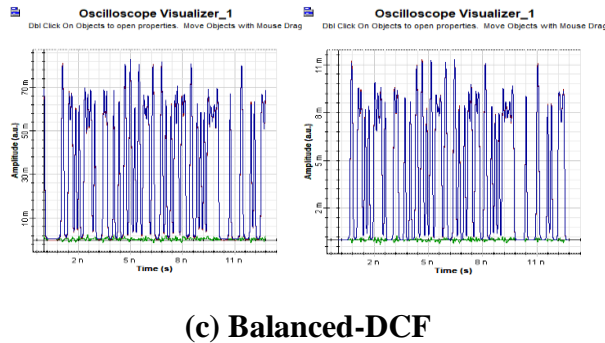 Oscilloscope Visualizer_1
Dbl Click On Objects to open properties. Move Objects with Mouse Drag
Amplitude (a.u.)
70 m
50 m
30 m
10 m
2 n
5 n
8 n
11 n
Time (s)
Oscilloscope Visualizer_1
Dbl Click On Objects to open properties. Move Objects with Mouse Drag
Amplitude (a.u.)
11 m
8 m
5 m
2 m
2 n
5 n
8 n
11 n
Time (s)
(c) Balanced-DCF